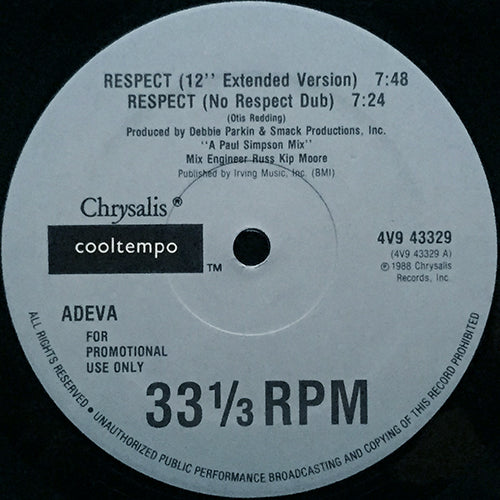 RESPECT (12'' Extended Version) 7:48
RESPECT (No Respect Dub) 7:24
(Otis Redding)
Produced by Debbie Parkin & Smack Productions, Inc.
"A Paul Simpson Mix"
Mix Engineer Russ Kip Moore
Published by Irving Music, Inc. (BMI)
Chrysalis ®
cooltempo ™
4V9 43329
(4V9 43329 A)
℗ 1988 Chrysalis
Records, Inc.
ADEVA
FOR
PROMOTIONAL
USE ONLY
33 1/3 RPM
ALL RIGHTS RESERVED • UNAUTHORIZED PUBLIC PERFORMANCE BROADCASTING AND COPYING OF THIS RECORD PROHIBITED